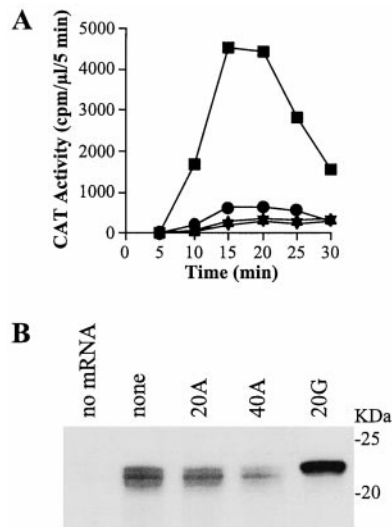 A
CAT Activity (cpm/µl/5 min)
5000
4000
3000
2000
1000
0
0 5 10 15 20 25 30
Time (min)
B
no mRNA
none
20A
40A
20G
KDa
-25
-20